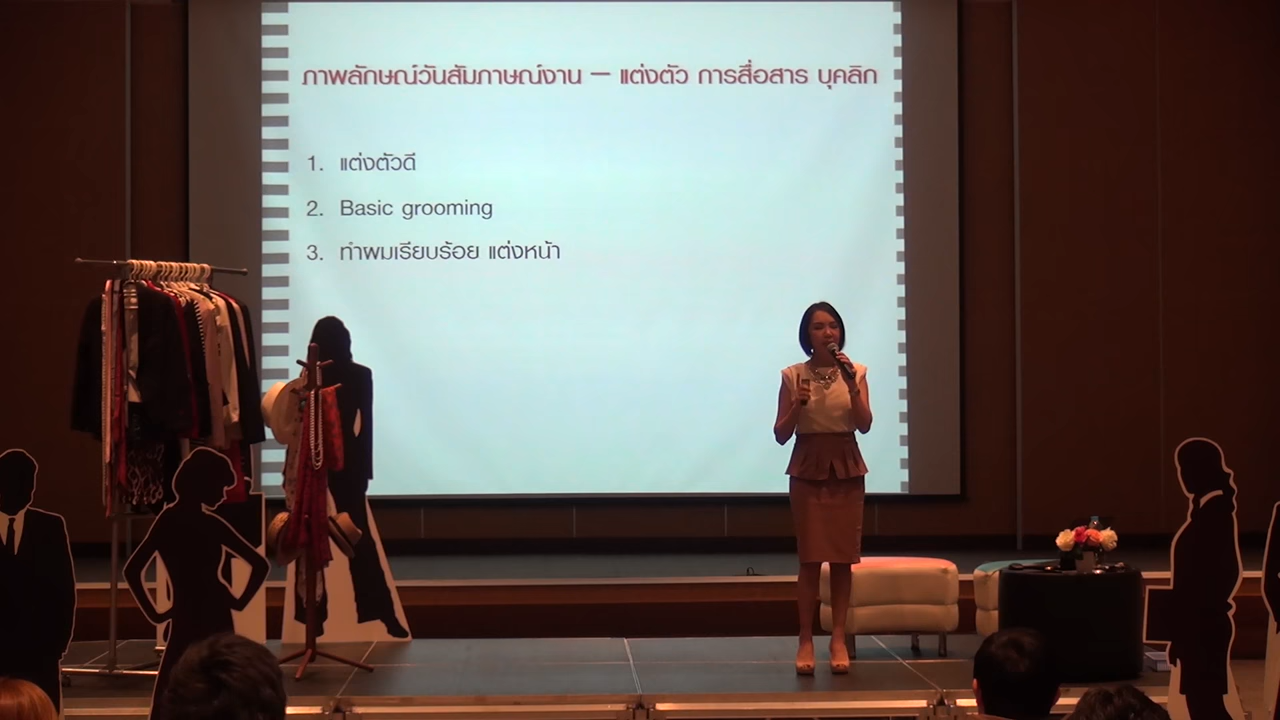 ภาพลักษณ์วันสัมภาษณ์งาน – แต่งตัว การสื่อสาร บุคลิก
1. แต่งตัวดี
2. Basic grooming
3. ทำผมเรียบร้อย แต่งหน้า